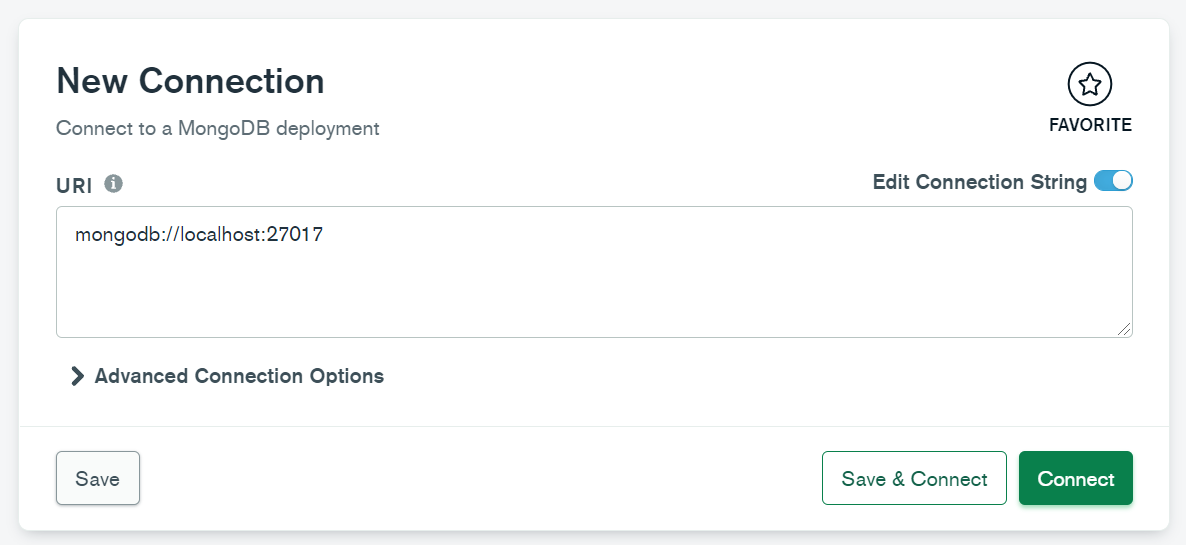 New Connection
Connect to a MongoDB deployment
FAVORITE
URI
Edit Connection String
mongodb://localhost:27017
Advanced Connection Options
Save
Save & Connect
Connect